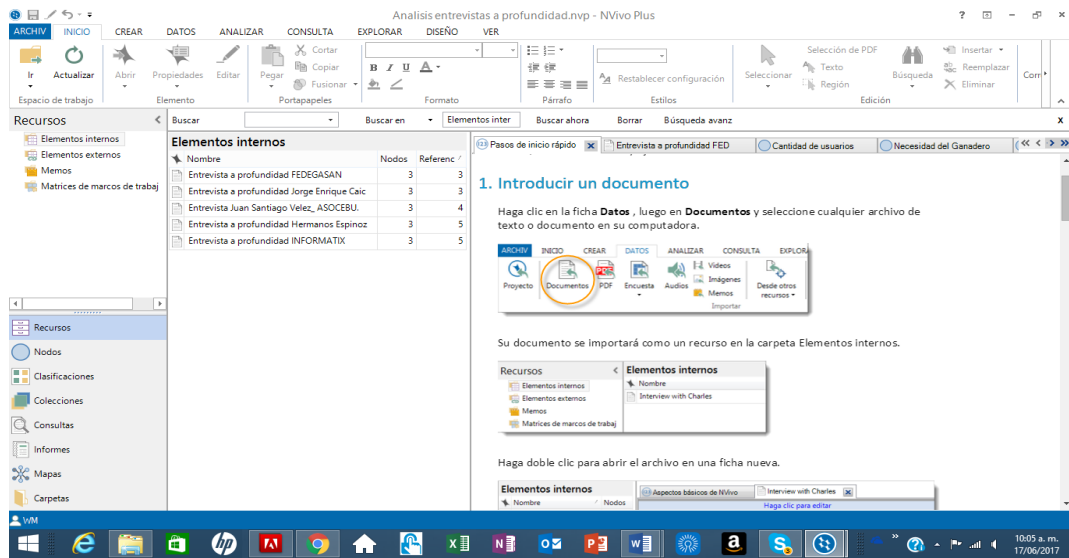 Analisis entrevistas a profundidad.nvp - NVivo Plus
ARCHIV INICIO CREAR DATOS ANALIZAR CONSULTA EXPLORAR DISEÑO VER
Ir Actualizar Abrir Propiedades Editar Pegar
Cortar
Copiar
Fusionar
B I U A
Restablecer configuración
Seleccionar
Selección de PDF
Texto
Región
Búsqueda
Insertar
Reemplazar
Eliminar
Corr
Espacio de trabajo Elemento Portapapeles Formato Párrafo Estilos Edición
Recursos
Elementos internos
Elementos externos
Memos
Matrices de marcos de trabaj
Buscar Buscar en Elementos inter Buscar ahora Borrar Búsqueda avanz x
Elementos internos
Nombre Nodos Referenc
Entrevista a profundidad FEDEGASAN 3 3
Entrevista a profundidad Jorge Enrique Caic 3 3
Entrevista Juan Santiago Velez_ ASOCEBU. 3 4
Entrevista a profundidad Hermanos Espinoz 3 5
Entrevista a profundidad INFORMATIX 3 5
Pasos de inicio rápido Entrevista a profundidad FED Cantidad de usuarios Necesidad del Ganadero
1. Introducir un documento
Haga clic en la ficha Datos , luego en Documentos y seleccione cualquier archivo de
texto o documento en su computadora.
ARCHIV INICIO CREAR DATOS ANALIZAR CONSULTA EXPLORA
Proyecto Documentos PDF Encuesta Audios
Vídeos
Imágenes
Memos
Desde otros
recursos
Importar
Su documento se importará como un recurso en la carpeta Elementos internos.
Recursos
Elementos internos
Elementos externos
Memos
Matrices de marcos de trabaj
Elementos internos
Nombre
Interview with Charles
Haga doble clic para abrir el archivo en una ficha nueva.
Elementos internos
Nombre Nodos
Aspectos básicos de NVivo Interview with Charles
Haga clic para editar
Recursos
Nodos
Clasificaciones
Colecciones
Consultas
Informes
Mapas
Carpetas
WM
10:05 a. m.
17/06/2017